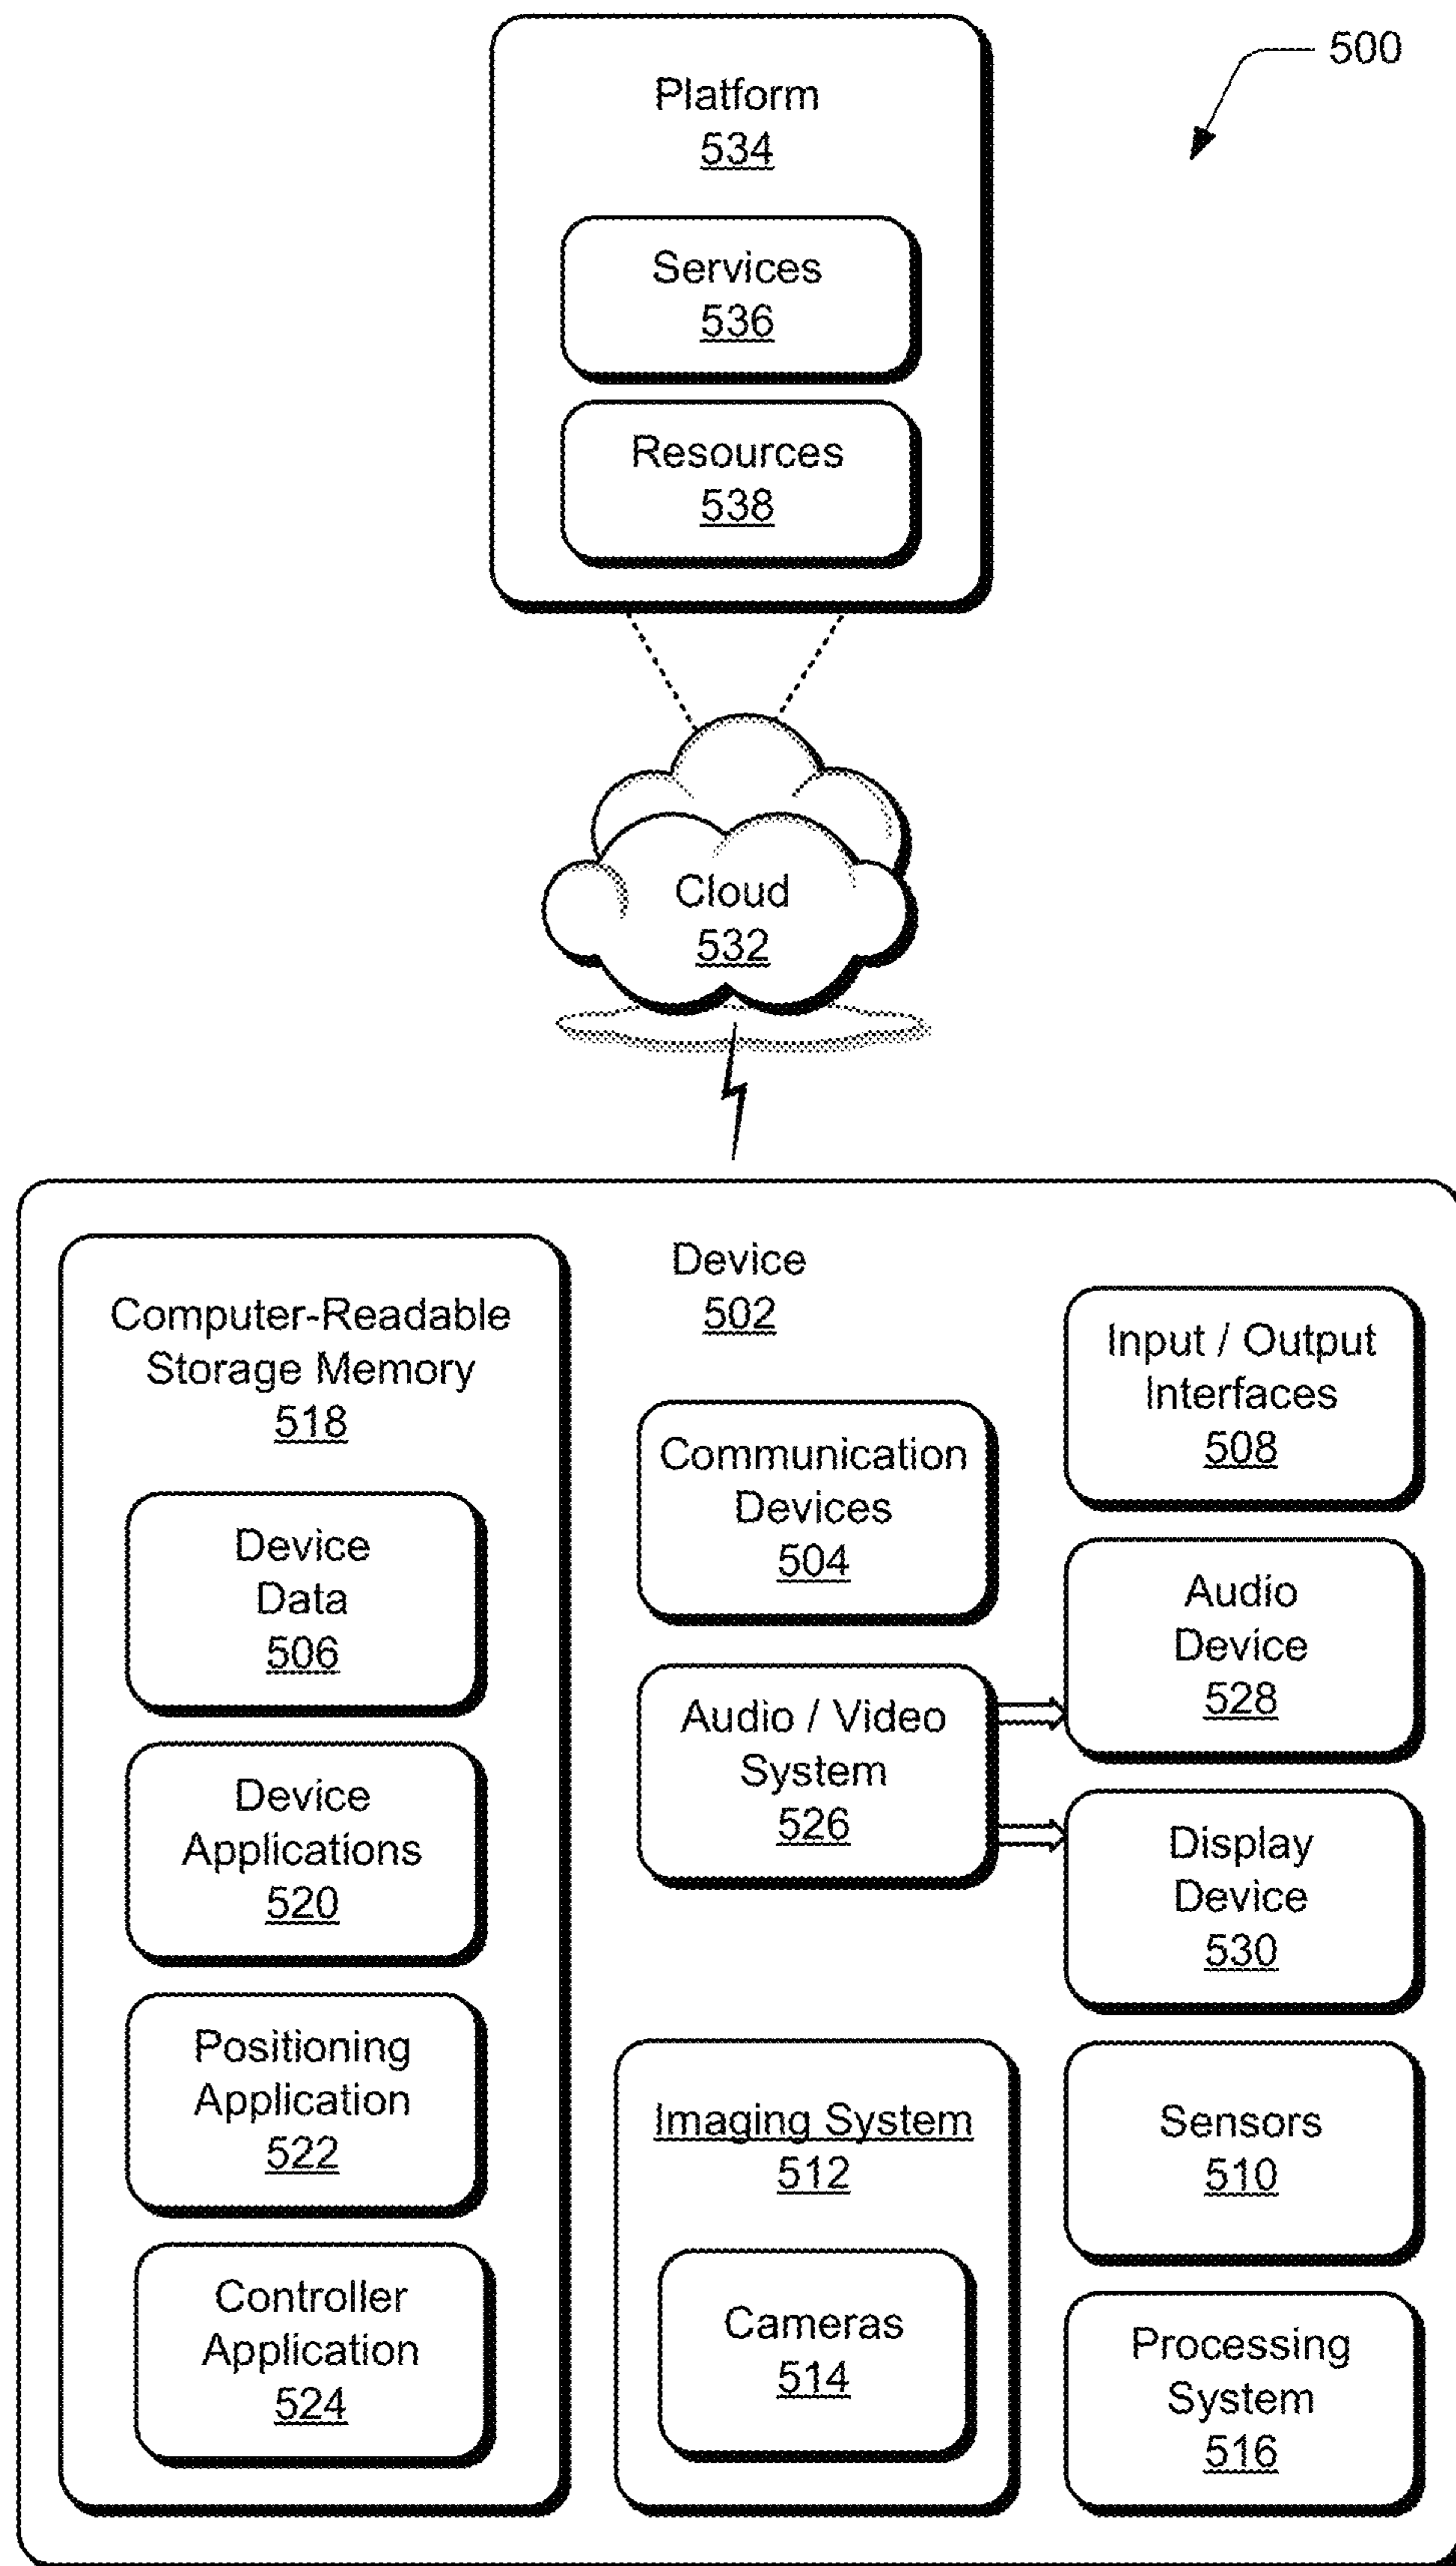 500
Platform
534
Services
536
Resources
538
Cloud
532
Device
502
Computer-Readable
Storage Memory
518
Device
Data
506
Device
Applications
520
Positioning
Application
522
Controller
Application
524
Communication
Devices
504
Audio / Video
System
526
Imaging System
512
Cameras
514
Input / Output
Interfaces
508
Audio
Device
528
Display
Device
530
Sensors
510
Processing
System
516